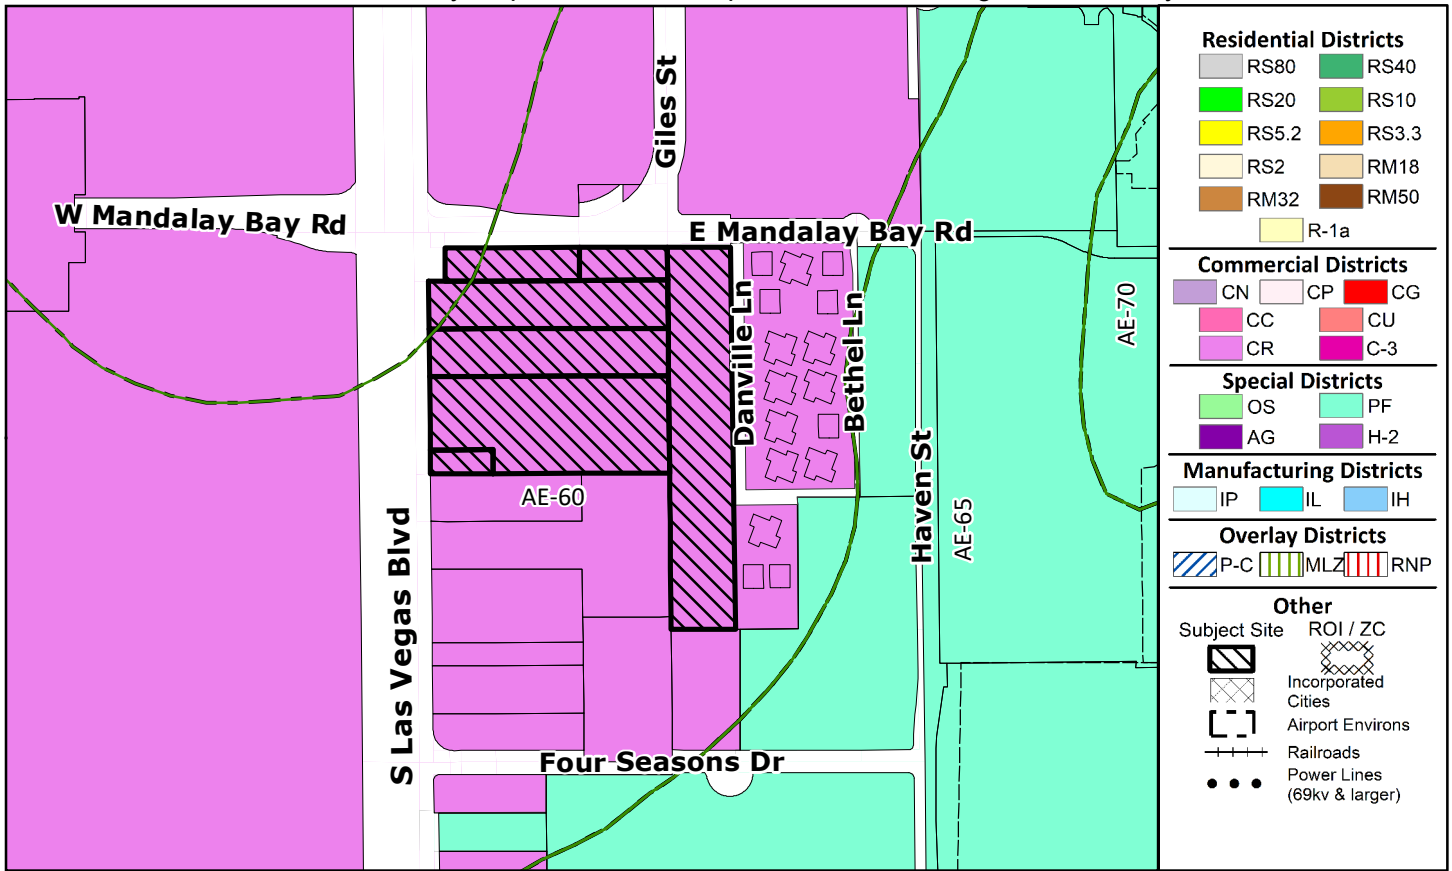 Giles St
W Mandalay Bay Rd
E Mandalay Bay Rd
Danville Ln
Bethel Ln
AE-70
Haven St
AE-65
AE-60
S Las Vegas Blvd
Four Seasons Dr
Residential Districts
RS80 RS40
RS20 RS10
RS5.2 RS3.3
RS2 RM18
RM32 RM50
R-1a
Commercial Districts
CN CP CG
CC CU
CR C-3
Special Districts
OS PF
AG H-2
Manufacturing Districts
IP IL IH
Overlay Districts
P-C MLZ RNP
Other
Subject Site ROI / ZC
Incorporated
Cities
Airport Environs
Railroads
Power Lines
(69kv & larger)